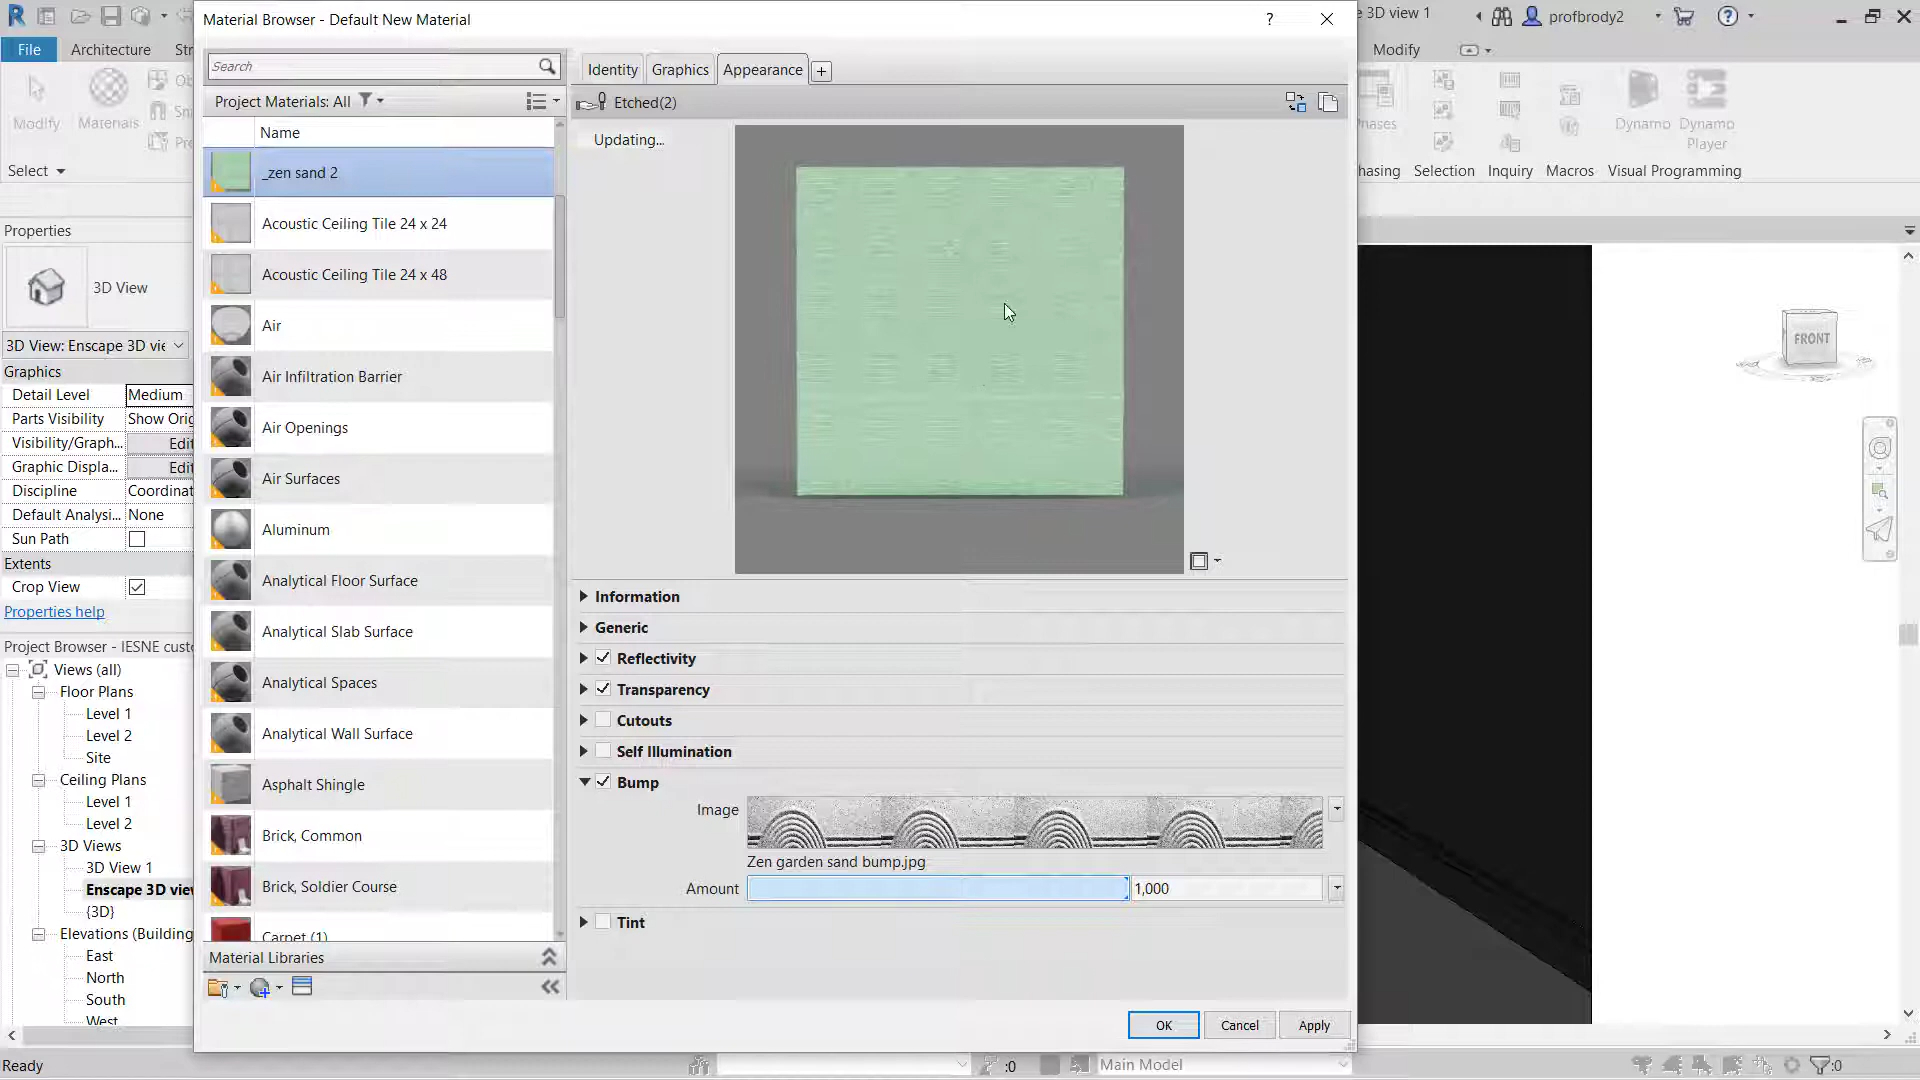 Material Browser - Default New Material
?
3D view 1
profbrody2
File
Architecture
Modify
Search
Identity
Graphics
Appearance
Project Materials: All
Etched(2)
Modify
Materials
Name
Updating...
Dynamo
Dynamo
Player
Select
_zen sand 2
Selection
Inquiry
Macros
Visual Programming
Acoustic Ceiling Tile 24 x 24
Properties
Acoustic Ceiling Tile 24 x 48
3D View
Air
FRONT
3D View: Enscape 3D vie
Graphics
Air Infiltration Barrier
Detail Level
Medium
Parts Visibility
Show Orig
Air Openings
Visibility/Graph...
Edit
Graphic Displa...
Edit
Air Surfaces
Discipline
Coordinat
Default Analysi...
None
Aluminum
Sun Path
Extents
Analytical Floor Surface
Crop View
Information
Properties help
Generic
Analytical Slab Surface
Project Browser - IESNE custo
Reflectivity
Views (all)
Analytical Spaces
Transparency
Floor Plans
Level 1
Cutouts
Level 2
Analytical Wall Surface
Self Illumination
Site
Ceiling Plans
Asphalt Shingle
Bump
Level 1
Image
Level 2
Brick, Common
3D Views
Zen garden sand bump.jpg
3D View 1
Brick, Soldier Course
Amount
1,000
Enscape 3D view
{3D}
Tint
Elevations (Building
Carpet (1)
East
Material Libraries
North
South
West
OK
Cancel
Apply
Ready
:0
Main Model
:0